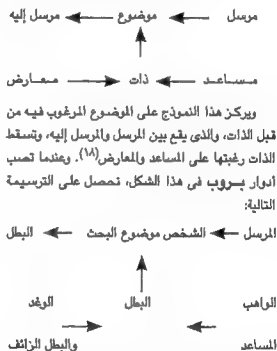 مرسل ← موضوع ← مرسل إليه
↑
مساعد ← ذات ← معارض
ويركز هذا النموذج على الموضوع المرغوب فيه من
قبل الذات، والذى يقع بين المرسل والمرسل إليه، وتسقط
الذات رغبتها على المساعد والمعارض(١٨). وعندما تصب
أدوار بروب فى هذا الشكل، نحصل على الترسيمة
التالية:
المرسل ← الشخص موضوع البحث ← البطل
↑
الواهب البطل الوغد
← →
المساعد والبطل الزائف